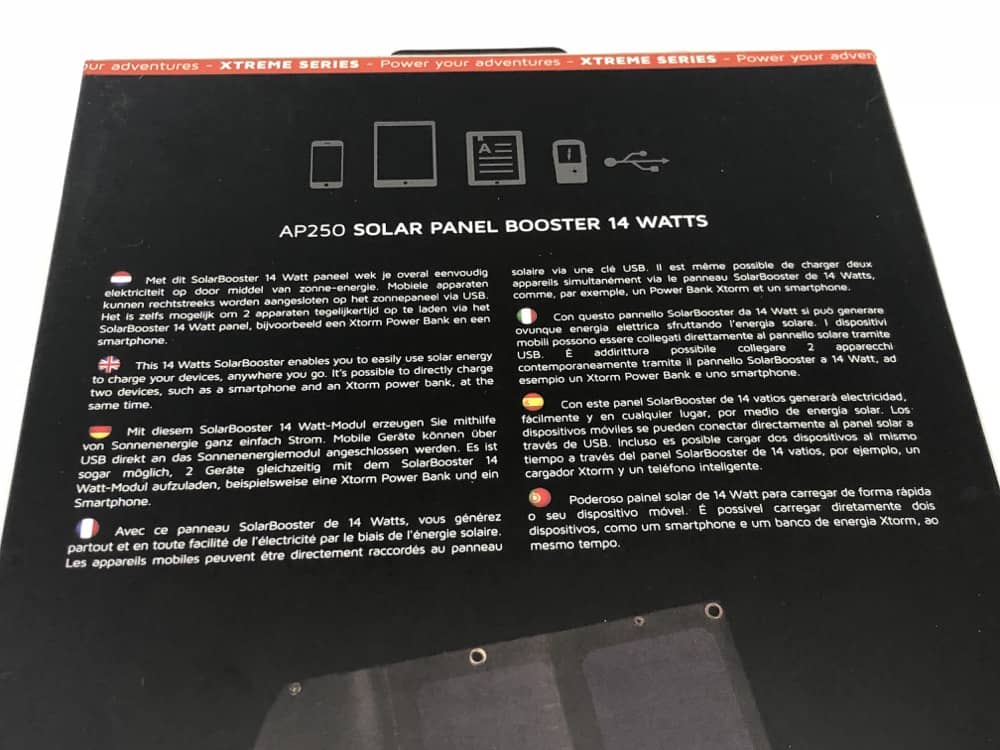 our adventures - XTREME SERIES - Power your adventures - XTREME SERIES - Power your adven
A
AP250 SOLAR PANEL BOOSTER 14 WATTS
Met dit SolarBooster 14 Watt paneel wek je overal eenvoudig
elektriciteit op door middel van zonne-energie. Mobiele apparaten
kunnen rechtstreeks worden aangesloten op het zonnepaneel via USB.
Het is zelfs mogelijk om 2 apparaten tegelijkertijd op te laden via het
SolarBooster 14 Watt panel, bijvoorbeeld een Xtorm Power Bank en een
smartphone.
This 14 Watts SolarBooster enables you to easily use solar energy
to charge your devices, anywhere you go. It's possible to directly charge
two devices, such as a smartphone and an Xtorm power bank, at the
same time.
Mit diesem SolarBooster 14 Watt-Modul erzeugen Sie mithilfe
von Sonnenenergie ganz einfach Strom. Mobile Geräte können über
USB direkt an das Sonnenenergiemodul angeschlossen werden. Es ist
sogar möglich, 2 Geräte gleichzeitig mit dem SolarBooster 14
Watt-Modul aufzuladen, beispielsweise eine Xtorm Power Bank und ein
Smartphone.
Avec ce panneau SolarBooster de 14 Watts, vous générez
partout et en toute facilité de l'électricité par le biais de l'énergie solaire.
Les appareils mobiles peuvent être directement raccordés au panneau
solaire via une clé USB. Il est même possible de charger deux
appareils simultanément via le panneau SolarBooster de 14 Watts,
comme, par exemple, un Power Bank Xtorm et un smartphone.
Con questo pannello SolarBooster da 14 Watt si può generare
ovunque energia elettrica sfruttando l'energia solare. I dispositivi
mobili possono essere collegati direttamente al pannello solare tramite
USB. È addirittura possibile collegare 2 apparecchi
contemporaneamente tramite il pannello SolarBooster a 14 Watt, ad
esempio un Xtorm Power Bank e uno smartphone.
Con este panel SolarBooster de 14 vatios generará electricidad,
fácilmente y en cualquier lugar, por medio de energía solar. Los
dispositivos móviles se pueden conectar directamente al panel solar a
través de USB. Incluso es posible cargar dos dispositivos al mismo
tiempo a través del panel SolarBooster de 14 vatios, por ejemplo, un
cargador Xtorm y un teléfono inteligente.
Poderoso painel solar de 14 Watt para carregar de forma rápida
o seu dispositivo móvel. É possível carregar diretamente dois
dispositivos, como um smartphone e um banco de energia Xtorm, ao
mesmo tempo.